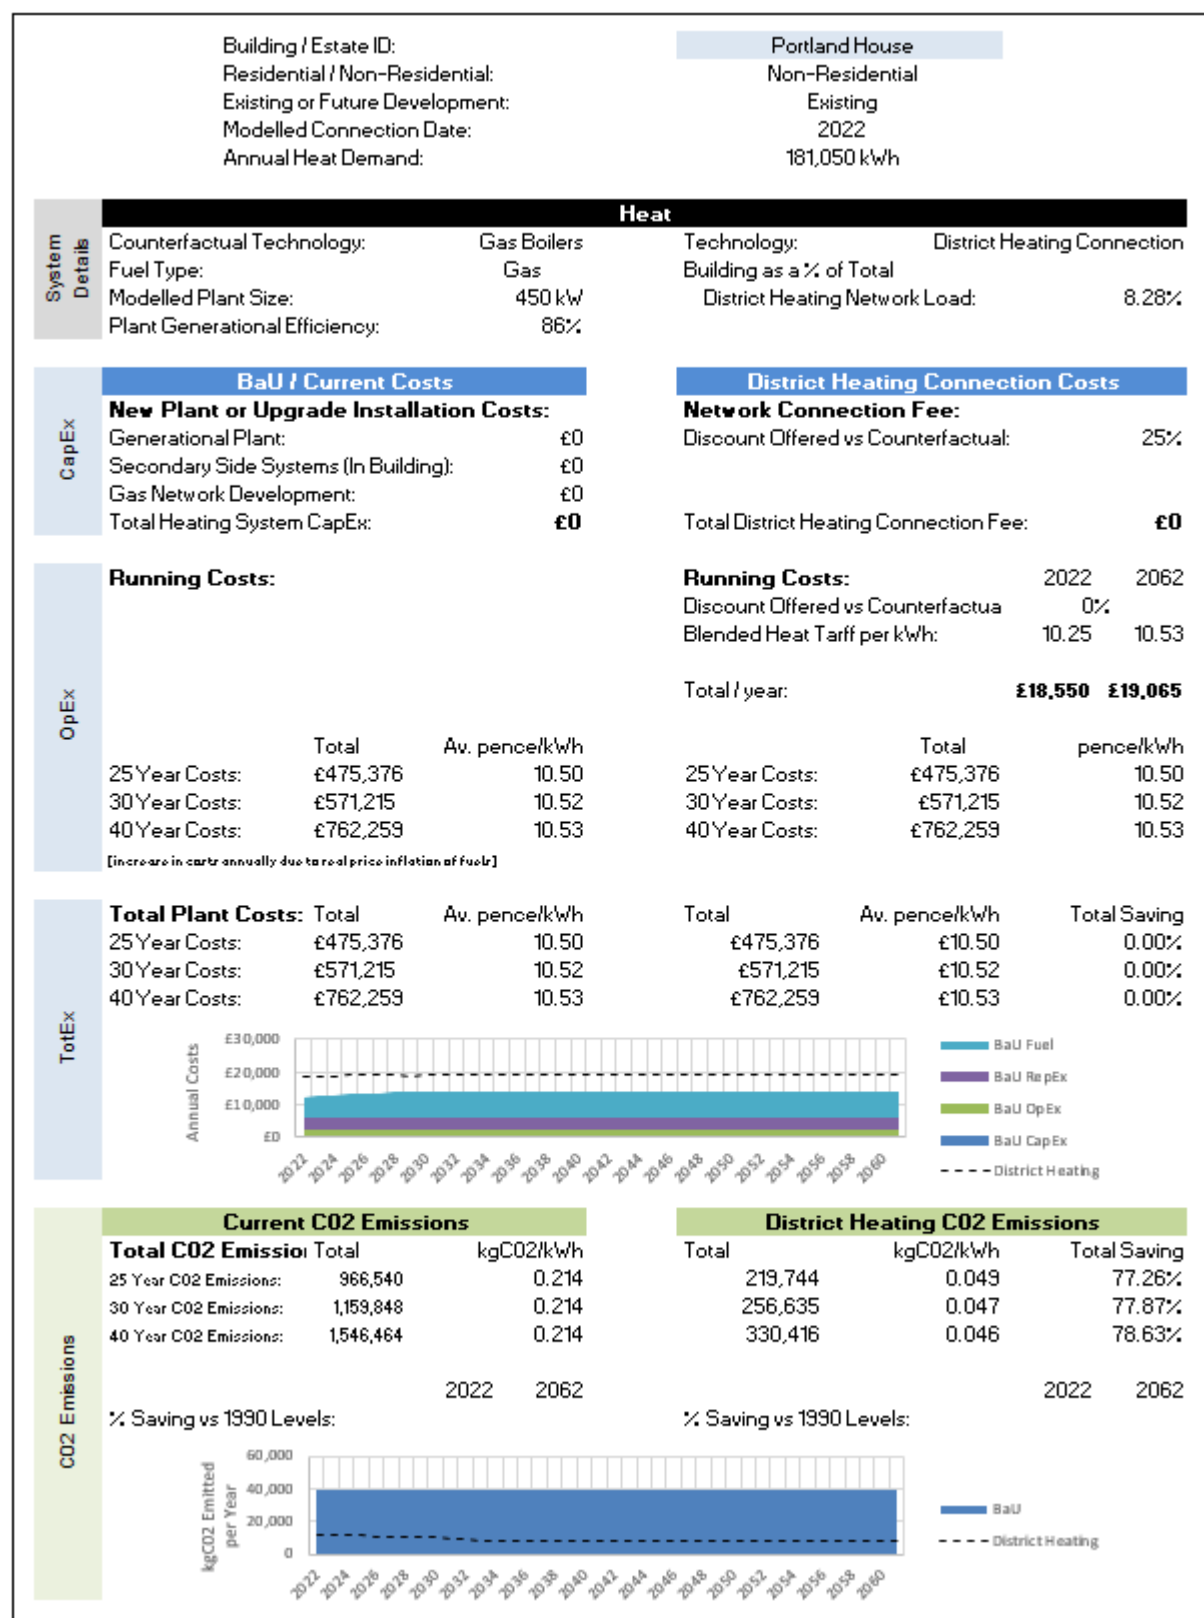 Building / Estate ID: Portland House
Residential / Non-Residential: Non-Residential
Existing or Future Development: Existing
Modelled Connection Date: 2022
Annual Heat Demand: 181,050 kWh
System Details
Heat
Counterfactual Technology: Gas Boilers Technology: District Heating Connection
Fuel Type: Gas Building as a % of Total
Modelled Plant Size: 450 kW District Heating Network Load: 8.28%
Plant Generational Efficiency: 86%
CapEx
BaU / Current Costs District Heating Connection Costs
New Plant or Upgrade Installation Costs: Network Connection Fee:
Generational Plant: £0 Discount Offered vs Counterfactual: 25%
Secondary Side Systems (In Building): £0
Gas Network Development: £0
Total Heating System CapEx: £0 Total District Heating Connection Fee: £0
OpEx
Running Costs: Running Costs: 2022 2062
Discount Offered vs Counterfactua 0%
Blended Heat Tarff per kWh: 10.25 10.53
Total / year: £18,550 £19,065
Total Av. pence/kWh Total pence/kWh
25 Year Costs: £475,376 10.50 25 Year Costs: £475,376 10.50
30 Year Costs: £571,215 10.52 30 Year Costs: £571,215 10.52
40 Year Costs: £762,259 10.53 40 Year Costs: £762,259 10.53
[increase in costs annually due to real price inflation of fuels]
TotEx
Total Plant Costs: Total Av. pence/kWh Total Av. pence/kWh Total Saving
25 Year Costs: £475,376 10.50 £475,376 £10.50 0.00%
30 Year Costs: £571,215 10.52 £571,215 £10.52 0.00%
40 Year Costs: £762,259 10.53 £762,259 £10.53 0.00%
Annual Costs
£30,000
£20,000
£10,000
£0
2022 2024 2026 2028 2030 2032 2034 2036 2038 2040 2042 2044 2046 2048 2050 2052 2054 2056 2058 2060
BaU Fuel
BaU RepEx
BaU OpEx
BaU CapEx
District Heating
CO2 Emissions
Current CO2 Emissions District Heating CO2 Emissions
Total CO2 Emissio Total kgCO2/kWh Total kgCO2/kWh Total Saving
25 Year CO2 Emissions: 966,540 0.214 219,744 0.049 77.26%
30 Year CO2 Emissions: 1,159,848 0.214 256,635 0.047 77.87%
40 Year CO2 Emissions: 1,546,464 0.214 330,416 0.046 78.63%
2022 2062 2022 2062
% Saving vs 1990 Levels: % Saving vs 1990 Levels:
kgCO2 Emitted
per Year
60,000
40,000
20,000
0
2022 2024 2026 2028 2030 2032 2034 2036 2038 2040 2042 2044 2046 2048 2050 2052 2054 2056 2058 2060
BaU
District Heating